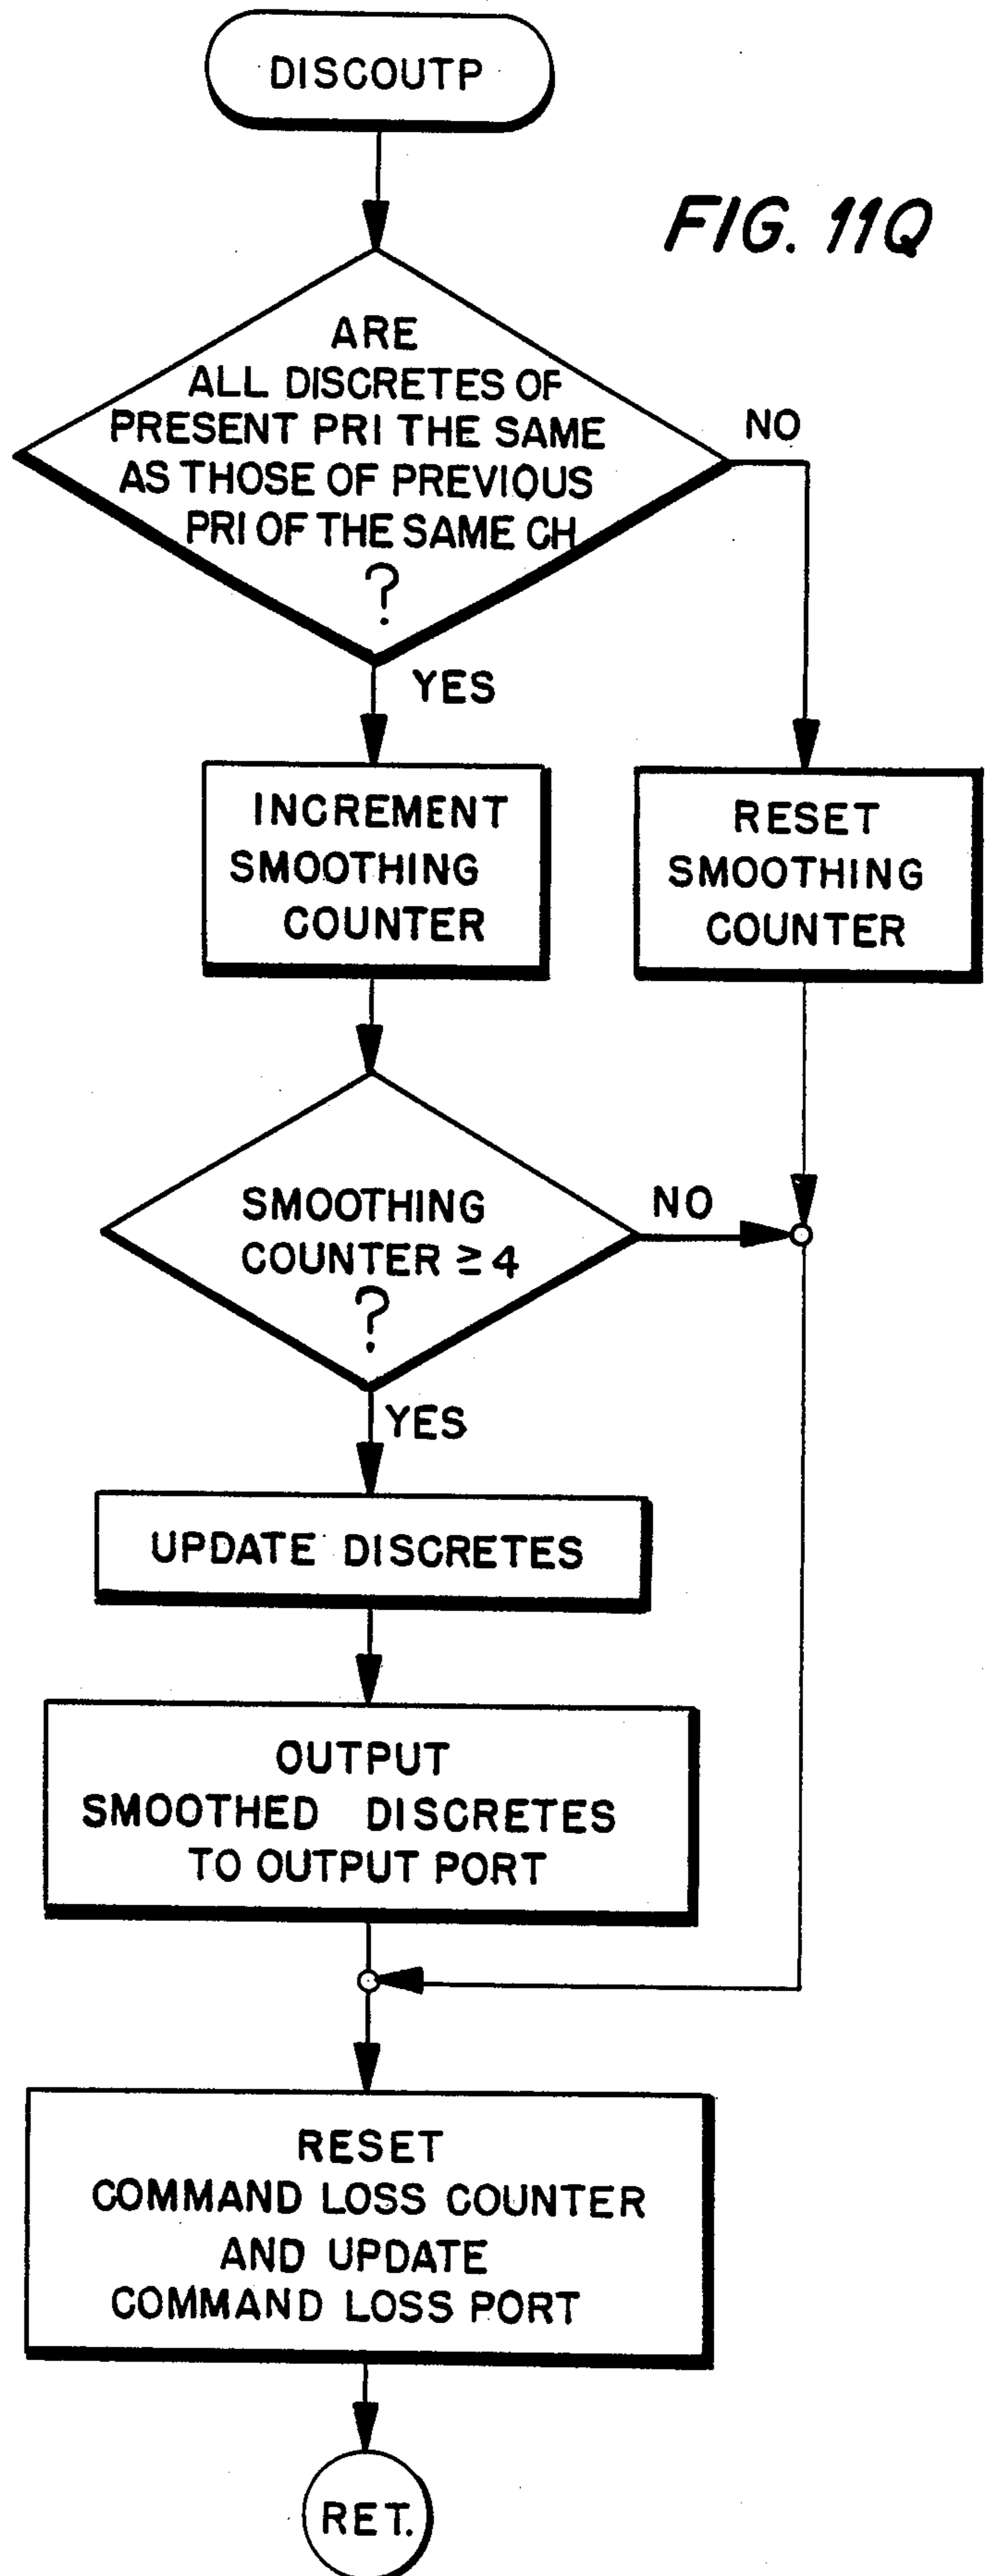 DISCOUTP
FIG. 11Q
ARE
ALL DISCRETES OF
PRESENT PRI THE SAME
AS THOSE OF PREVIOUS
PRI OF THE SAME CH
?
NO
YES
INCREMENT
SMOOTHING
COUNTER
RESET
SMOOTHING
COUNTER
SMOOTHING
COUNTER ≥ 4
?
NO
YES
UPDATE DISCRETES
OUTPUT
SMOOTHED DISCRETES
TO OUTPUT PORT
RESET
COMMAND LOSS COUNTER
AND UPDATE
COMMAND LOSS PORT
RET.